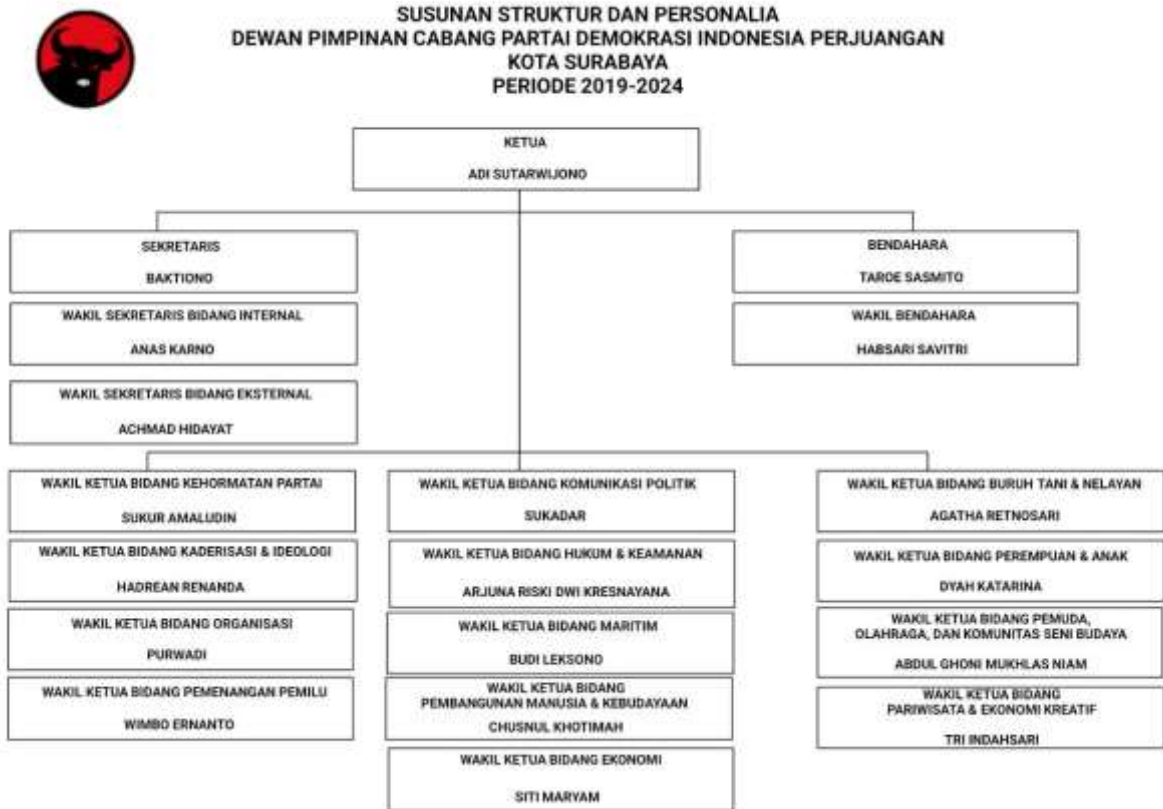 SUSUNAN STRUKTUR DAN PERSONALIA
DEWAN PIMPINAN CABANG PARTAI DEMOKRASI INDONESIA PERJUANGAN
KOTA SURABAYA
PERIODE 2019-2024
KETUA
ADI SUTARWIJONO
SEKRETARIS
BAKTIONO
BENDAHARA
TAROE SASMITO
WAKIL SEKRETARIS BIDANG INTERNAL
ANAS KARNO
WAKIL BENDAHARA
HABSARI SAVITRI
WAKIL SEKRETARIS BIDANG EKSTERNAL
ACHMAD HIDAYAT
WAKIL KETUA BIDANG KEHORMATAN PARTAI
SUKUR AMALUDIN
WAKIL KETUA BIDANG KADERISASI & IDEOLOGI
HADREAN RENANDA
WAKIL KETUA BIDANG ORGANISASI
PURWADI
WAKIL KETUA BIDANG PEMENANGAN PEMILU
WIMBO ERNANTO
WAKIL KETUA BIDANG KOMUNIKASI POLITIK
SUKADAR
WAKIL KETUA BIDANG HUKUM & KEAMANAN
ARJUNA RISKI DWI KRESNAYANA
WAKIL KETUA BIDANG MARITIM
BUDI LEKSONO
WAKIL KETUA BIDANG
PEMBANGUNAN MANUSIA & KEBUDAYAAN
CHUSNUL KHOTIMAH
WAKIL KETUA BIDANG EKONOMI
SITI MARYAM
WAKIL KETUA BIDANG BURUH TANI & NELAYAN
AGATHA RETNOSARI
WAKIL KETUA BIDANG PEREMPUAN & ANAK
DYAH KATARINA
WAKIL KETUA BIDANG PEMUDA,
OLAHRAGA, DAN KOMUNITAS SENI BUDAYA
ABDUL GHONI MUKHLAS NIAM
WAKIL KETUA BIDANG
PARIWISATA & EKONOMI KREATIF
TRI INDAHSARI